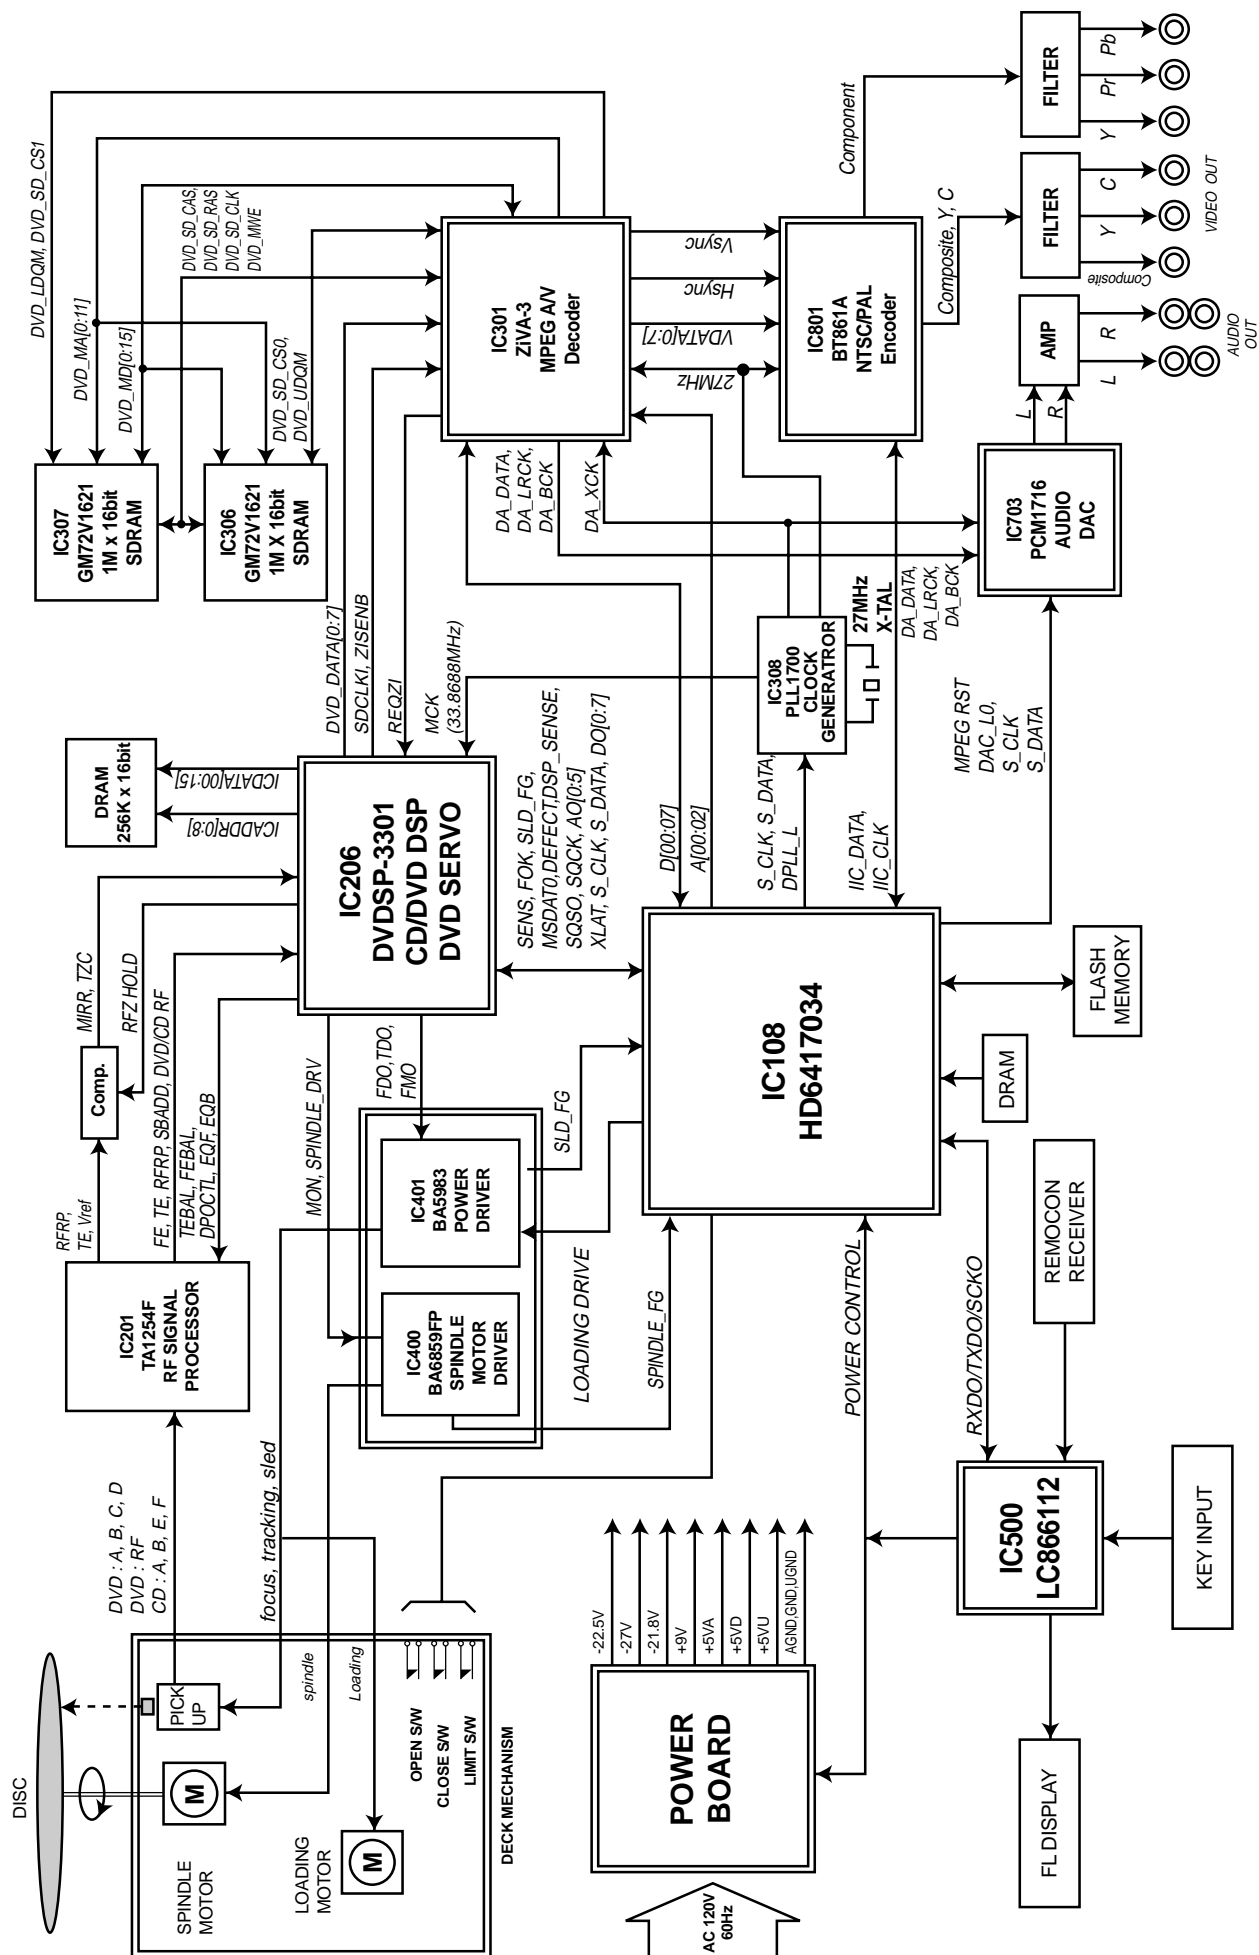 DISC
SPINDLE
MOTOR
M
PICK
UP
LOADING
MOTOR
M
OPEN S/W
CLOSE S/W
LIMIT S/W
DECK MECHANISM
DVD : A, B, C, D
DVD : RF
CD : A, B, E, F
focus, tracking, sled
spindle
Loading
IC201
TA1254F
RF SIGNAL
PROCESSOR
RFRP,
TE, Vref
Comp.
MIRR, TZC
RFZ HOLD
FE, TE, RFRP, SBADD, DVD/CD RF
TEBAL, FEBAL,
DPOCTL, EQF, EQB
MON, SPINDLE_DRV
FDO,TDO,
FMO
IC400
BA6859FP
SPINDLE
MOTOR
DRIVER
IC401
BA5983
POWER
DRIVER
SLD_FG
LOADING DRIVE
SPINDLE_FG
DRAM
256K x 16bit
ICADDR[0:8]
ICDATA[00:15]
IC206
DVDSP-3301
CD/DVD DSP
DVD SERVO
DVD_DATA[0:7]
SDCLKI, ZISENB
REQZI
MCK
(33.8688MHz)
SENS, FOK, SLD_FG,
MSDAT0,DEFECT,DSP_SENSE,
SQSO, SQCK, AO[0:5]
XLAT, S_CLK, S_DATA, DO[0:7]
IC307
GM72V1621
1M x 16bit
SDRAM
IC306
GM72V1621
1M X 16bit
SDRAM
DVD_LDQM, DVD_SD_CS1
DVD_MA[0:11]
DVD_MD[0:15]
DVD_SD_CAS,
DVD_SD_RAS
DVD_SD_CLK
DVD_MWE
DVD_SD_CS0,
DVD_UDQM
IC301
ZiVA-3
MPEG A/V
Decoder
DA_DATA,
DA_LRCK,
DA_BCK
DA_XCK
27MHz
VDATA[0:7]
Hsync
Vsync
IC801
BT861A
NTSC/PAL
Encoder
Component
Composite, Y, C
FILTER
Pb
Pr
Y
FILTER
C
Y
Composite
VIDEO OUT
AMP
L
R
L
R
AUDIO
OUT
IC703
PCM1716
AUDIO
DAC
DA_DATA,
DA_LRCK,
DA_BCK
IC308
PLL1700
CLOCK
GENERATROR
27MHz
X-TAL
D[00:07]
A[00:02]
S_CLK, S_DATA,
DPLL_L
IIC_DATA,
IIC_CLK
MPEG RST
DAC_L0,
S_CLK
S_DATA
IC108
HD6417034
FLASH
MEMORY
DRAM
REMOCON
RECEIVER
POWER CONTROL
RXDO/TXDO/SCKO
IC500
LC866112
KEY INPUT
FL DISPLAY
POWER
BOARD
-22.5V
-27V
-21.8V
+9V
+5VA
+5VD
+5VU
AGND,GND,UGND
AC 120V
60Hz